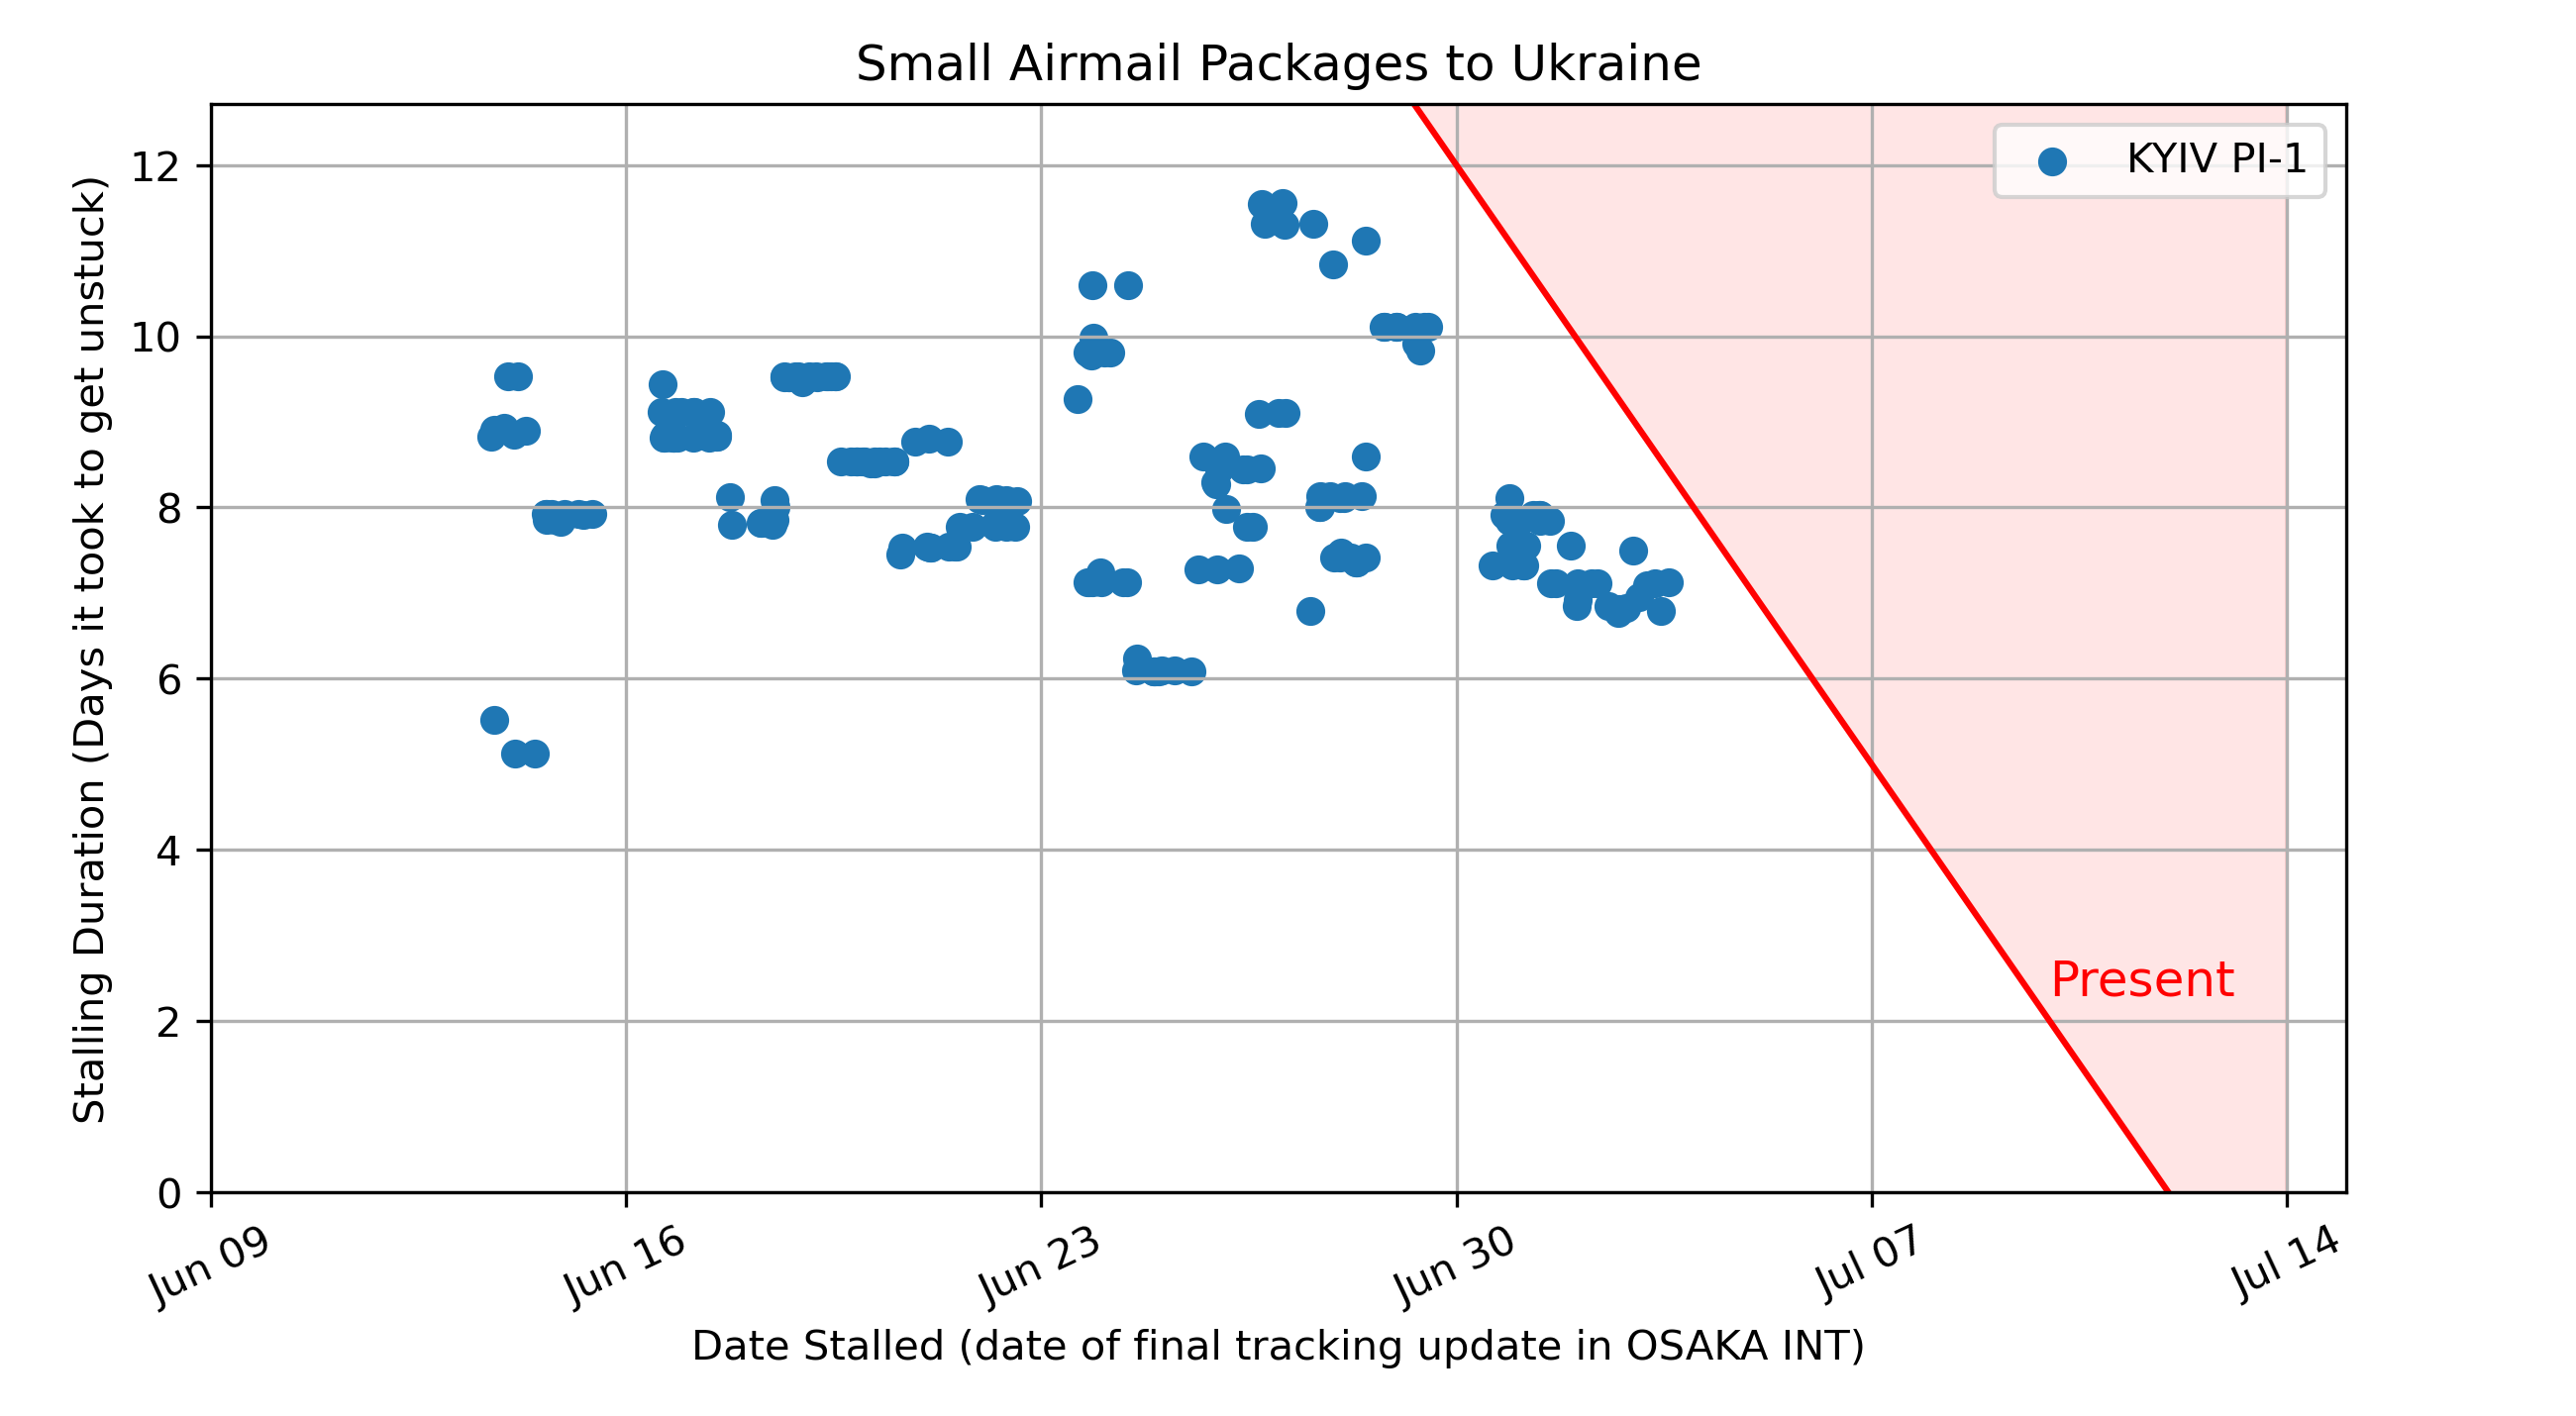 Small Airmail Packages to Ukraine
KYIV PI-1
Stalling Duration (Days it took to get unstuck)
12
10
8
6
4
2
0
Present
Jun 09
Jun 16
Jun 23
Jun 30
Jul 07
Jul 14
Date Stalled (date of final tracking update in OSAKA INT)